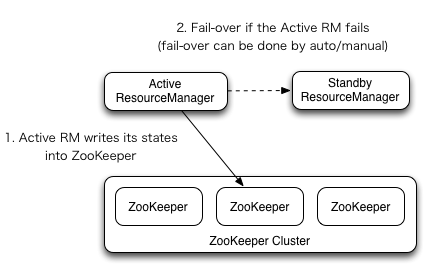 2. Fail-over if the Active RM fails
(fail-over can be done by auto/manual)
Active
ResourceManager
Standby
ResourceManager
1. Active RM writes its states
into ZooKeeper
ZooKeeper
ZooKeeper
ZooKeeper
ZooKeeper Cluster